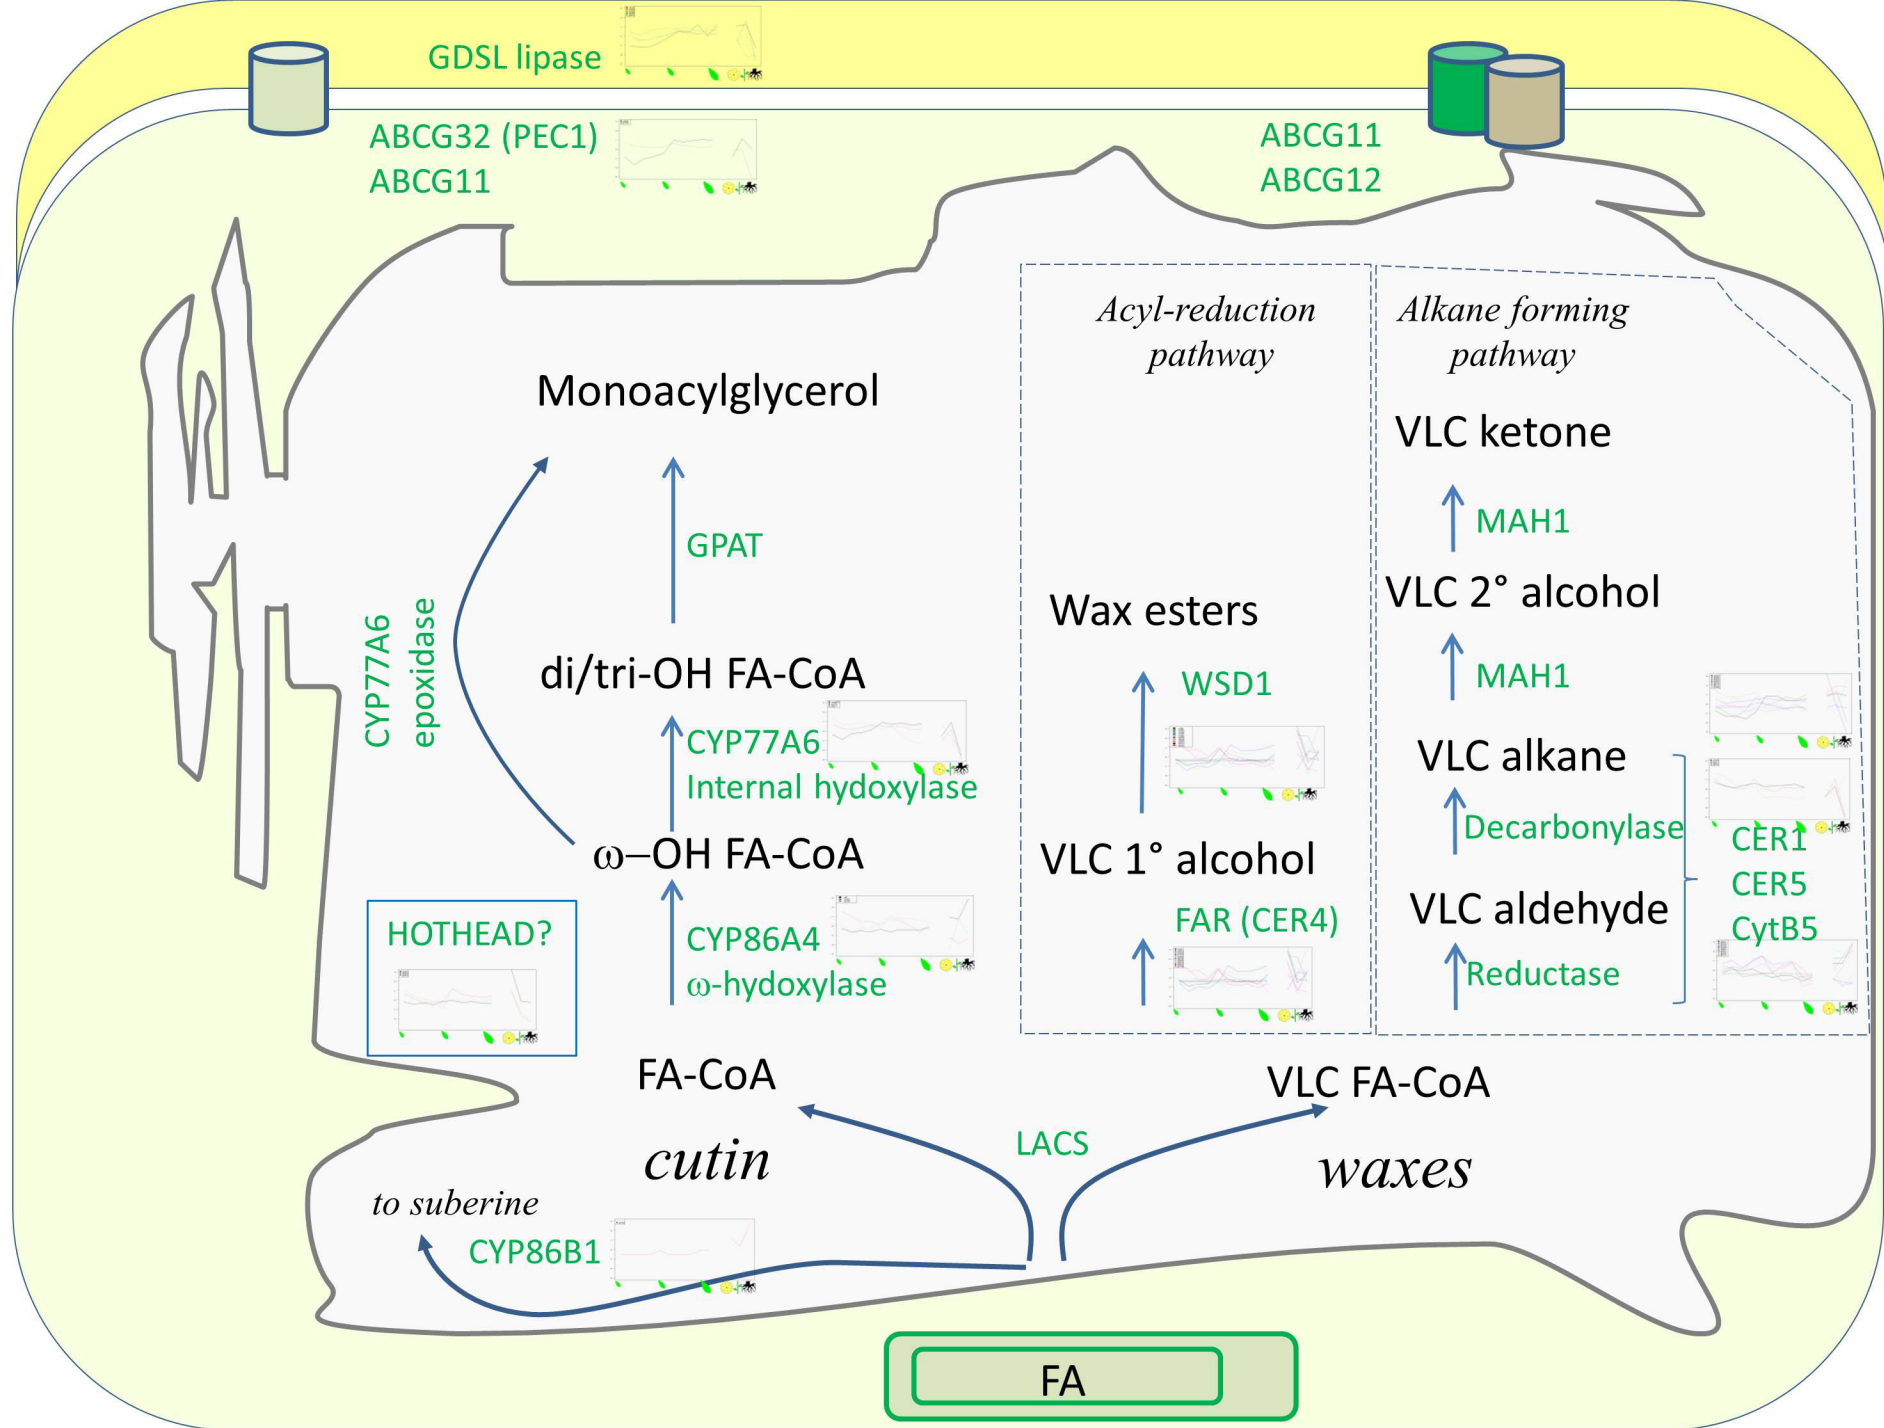 GDSL lipase
ABCG32 (PEC1)
ABCG11
ABCG11
ABCG12
Acyl-reduction
pathway
Alkane forming
pathway
Monoacylglycerol
GPAT
CYP77A6
epoxidase
di/tri-OH FA-CoA
CYP77A6
Internal hydoxylase
ω–OH FA-CoA
HOTHEAD?
CYP86A4
ω-hydoxylase
FA-CoA
cutin
to suberine
CYP86B1
LACS
Wax esters
WSD1
VLC 1° alcohol
FAR (CER4)
VLC ketone
MAH1
VLC 2° alcohol
MAH1
VLC alkane
Decarbonylase
VLC aldehyde
Reductase
CER1
CER5
CytB5
VLC FA-CoA
waxes
FA